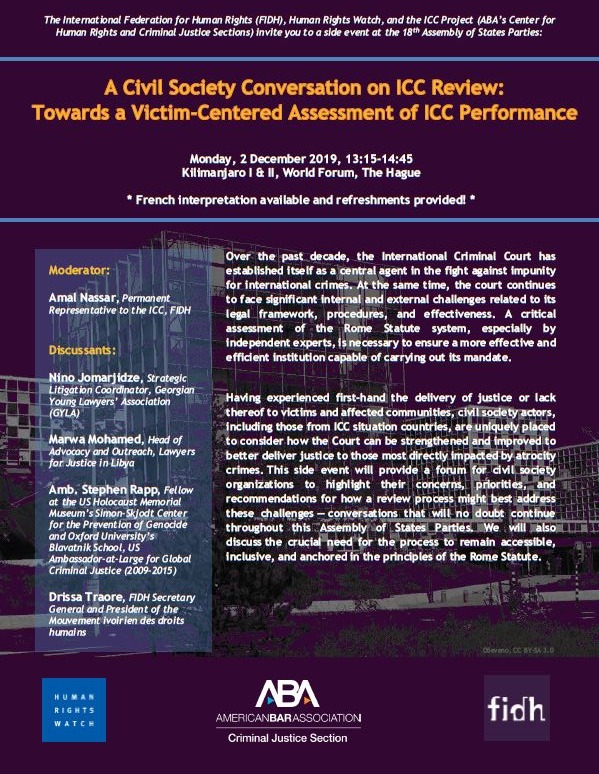 The International Federation for Human Rights (FIDH), Human Rights Watch, and the ICC Project (ABA's Center for
Human Rights and Criminal Justice Sections) invite you to a side event at the 18th Assembly of States Parties:
A Civil Society Conversation on ICC Review:
Towards a Victim-Centered Assessment of ICC Performance
Monday, 2 December 2019, 13:15-14:45
Kilimanjaro I & II, World Forum, The Hague
* French interpretation available and refreshments provided! *
Moderator:
Amal Nassar, Permanent
Representative to the ICC, FIDH
Discussants:
Nino Jomarjidze, Strategic
Litigation Coordinator, Georgian
Young Lawyers' Association
(GYLA)
Marwa Mohamed, Head of
Advocacy and Outreach, Lawyers
for Justice in Libya
Amb. Stephen Rapp, Fellow
at the US Holocaust Memorial
Museum's Simon-Skjodt Center
for the Prevention of Genocide
and Oxford University's
Blavatnik School, US
Ambassador-at-Large for Global
Criminal Justice (2009-2015)
Drissa Traore, FIDH Secretary
General and President of the
Mouvement ivoirien des droits
humains
Over the past decade, the International Criminal Court has
established itself as a central agent in the fight against impunity
for international crimes. At the same time, the court continues
to face significant internal and external challenges related to its
legal framework, procedures, and effectiveness. A critical
assessment of the Rome Statute system, especially by
independent experts, is necessary to ensure a more effective and
efficient institution capable of carrying out its mandate.
Having experienced first-hand the delivery of justice or lack
thereof to victims and affected communities, civil society actors,
including those from ICC situation countries, are uniquely placed
to consider how the Court can be strengthened and improved to
better deliver justice to those most directly impacted by atrocity
crimes. This side event will provide a forum for civil society
organizations to highlight their concerns, priorities, and
recommendations for how a review process might best address
these challenges — conversations that will no doubt continue
throughout this Assembly of States Parties. We will also
discuss the crucial need for the process to remain accessible,
inclusive, and anchored in the principles of the Rome Statute.
CC BY-SA 3.0
HUMAN
RIGHTS
WATCH
ABA
AMERICANBARASSOCIATION
Criminal Justice Section
fidh